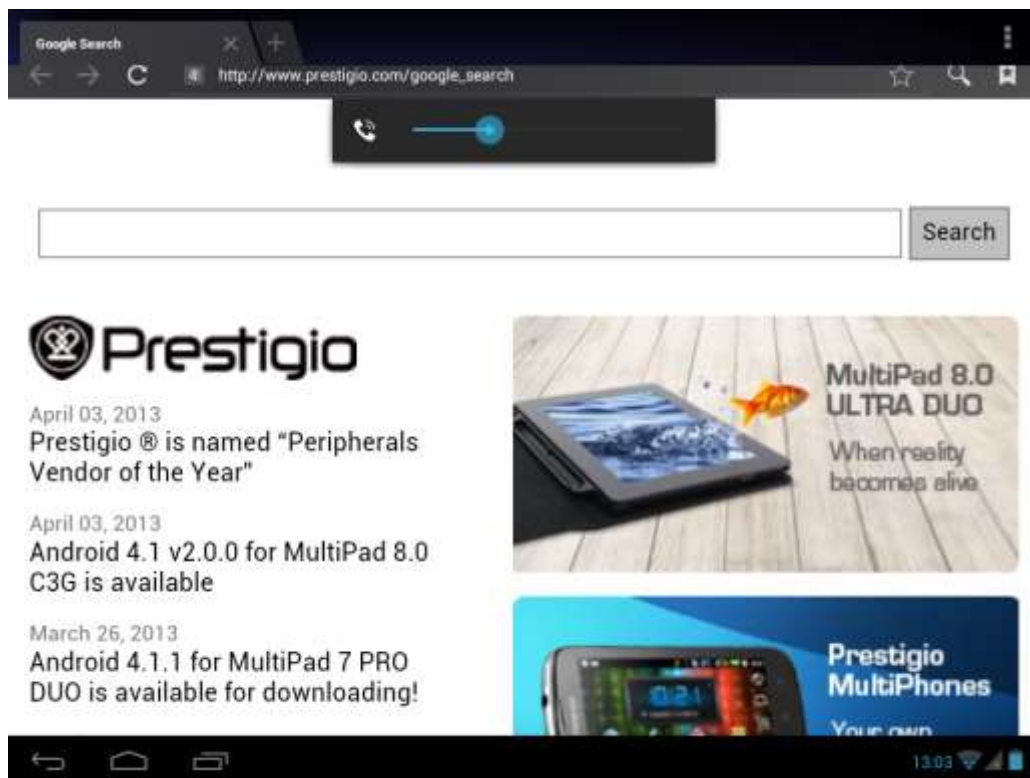 Google Search
http://www.prestigio.com/google_search
Search
Prestigio
April 03, 2013
Prestigio ® is named “Peripherals
Vendor of the Year"
April 03, 2013
Android 4.1 v2.0.0 for MultiPad 8.0
C3G is available
March 26, 2013
Android 4.1.1 for MultiPad 7 PRO
DUO is available for downloading!
MultiPad 8.0
ULTRA DUO
When reality
becomes alive
Prestigio
MultiPhones
Your own
13:03